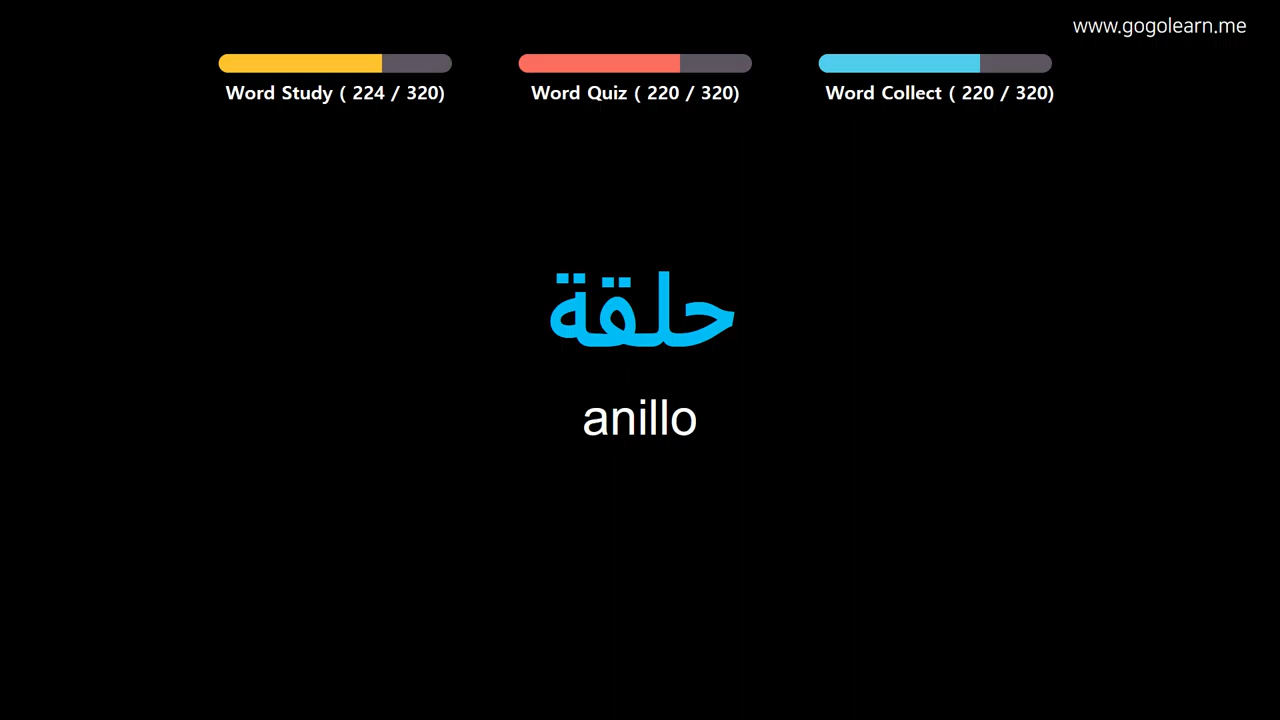 www.gogolearn.me
Word Study ( 224 / 320)
Word Quiz ( 220 / 320)
Word Collect ( 220 / 320)
حلقة
anillo